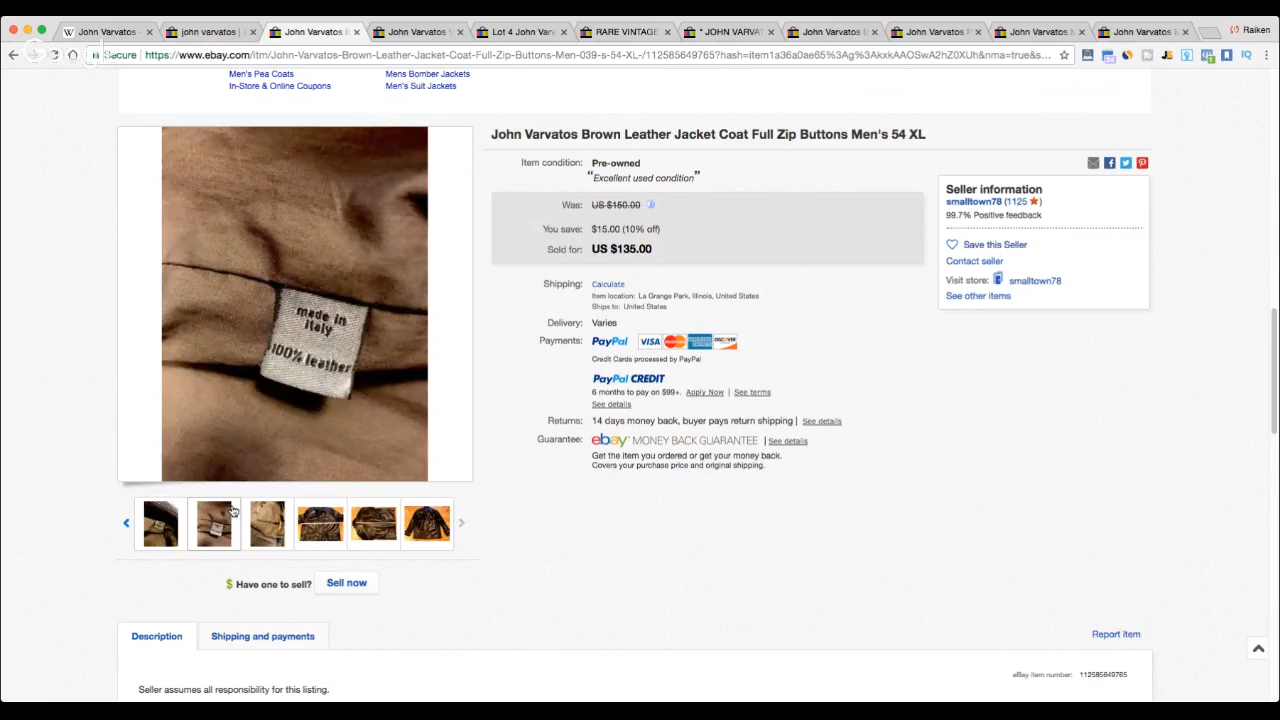 John Varvatos -
john varvatos |
John Varvatos
John Varvatos
Lot 4 John Var
RARE VINTAGE
* JOHN VARVAT
John Varvatos
John Varvatos
John Varvatos
John Varvatos
Raiken
Secure
https://www.ebay.com/itm/John-Varvatos-Brown-Leather-Jacket-Coat-Full-Zip-Buttons-Men-039-s-54-XL-/112585649765?hash=item1a36a0ae65%3Ag%3AkxkAAOSwA2hZ0XUh&nma=true&s...
Men's Pea Coats
Mens Bomber Jackets
In-Store & Online Coupons
Men's Suit Jackets
John Varvatos Brown Leather Jacket Coat Full Zip Buttons Men's 54 XL
Item condition: Pre-owned
"Excellent used condition"
Was: US $150.00
You save: $15.00 (10% off)
Sold for: US $135.00
Shipping: Calculate
Item location: La Grange Park, Illinois, United States
Ships to: United States
Delivery: Varies
Payments: PayPal VISA MasterCard AMERICAN EXPRESS DISCOVER
Credit Cards processed by PayPal
PayPal CREDIT
6 months to pay on $99+. Apply Now | See terms
See details
Returns: 14 days money back, buyer pays return shipping | See details
Guarantee: ebay MONEY BACK GUARANTEE | See details
Get the item you ordered or get your money back.
Covers your purchase price and original shipping.
Seller information
smalltown78 (1125 )
99.7% Positive feedback
Save this Seller
Contact seller
Visit store: smalltown78
See other items
made in
italy
100% leather
$ Have one to sell? Sell now
Description
Shipping and payments
Report item
eBay item number: 112585649765
Seller assumes all responsibility for this listing.